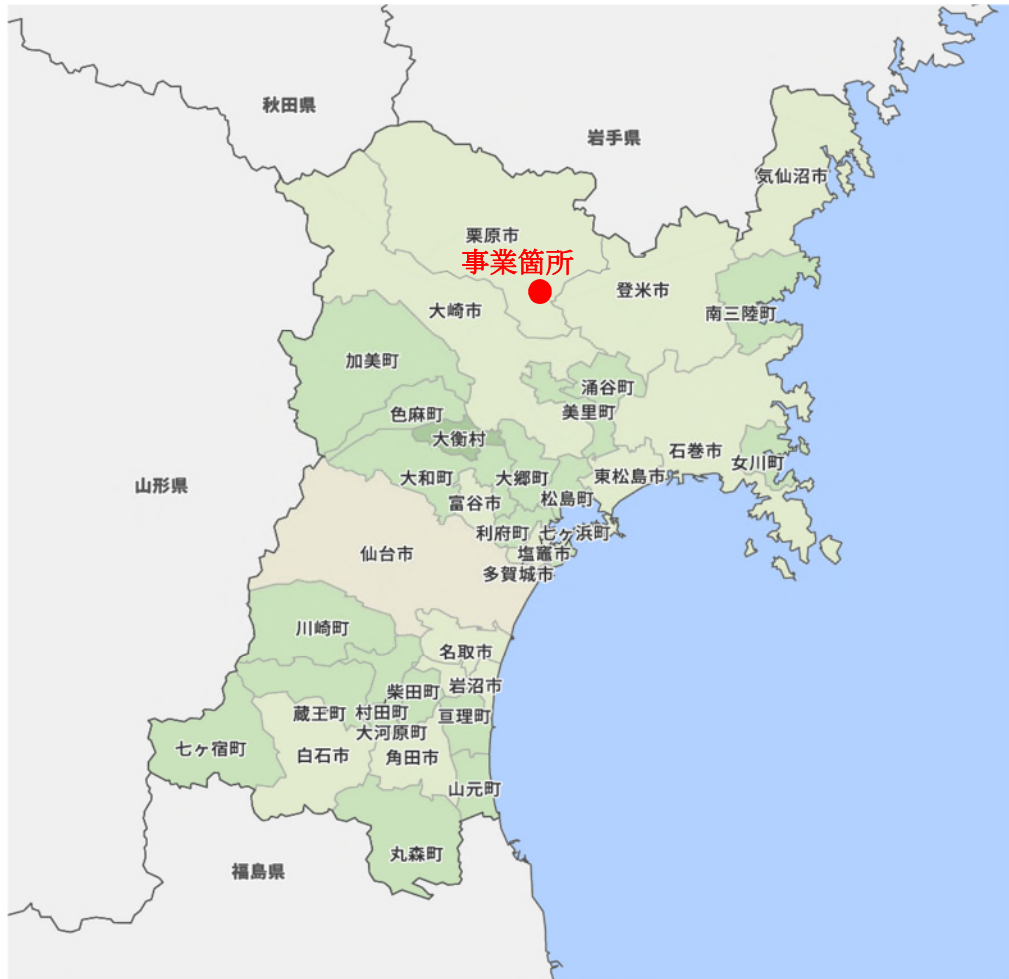 秋田県
岩手県
気仙沼市
栗原市
事業箇所
登米市
大崎市
南三陸町
加美町
涌谷町
色麻町
美里町
大衡村
石巻市
女川町
大和町
大郷町
東松島市
山形県
富谷市
松島町
利府町
七ヶ浜町
仙台市
塩竈市
多賀城市
川崎町
名取市
岩沼市
柴田町
蔵王町
村田町
亘理町
大河原町
七ヶ宿町
白石市
角田市
山元町
丸森町
福島県